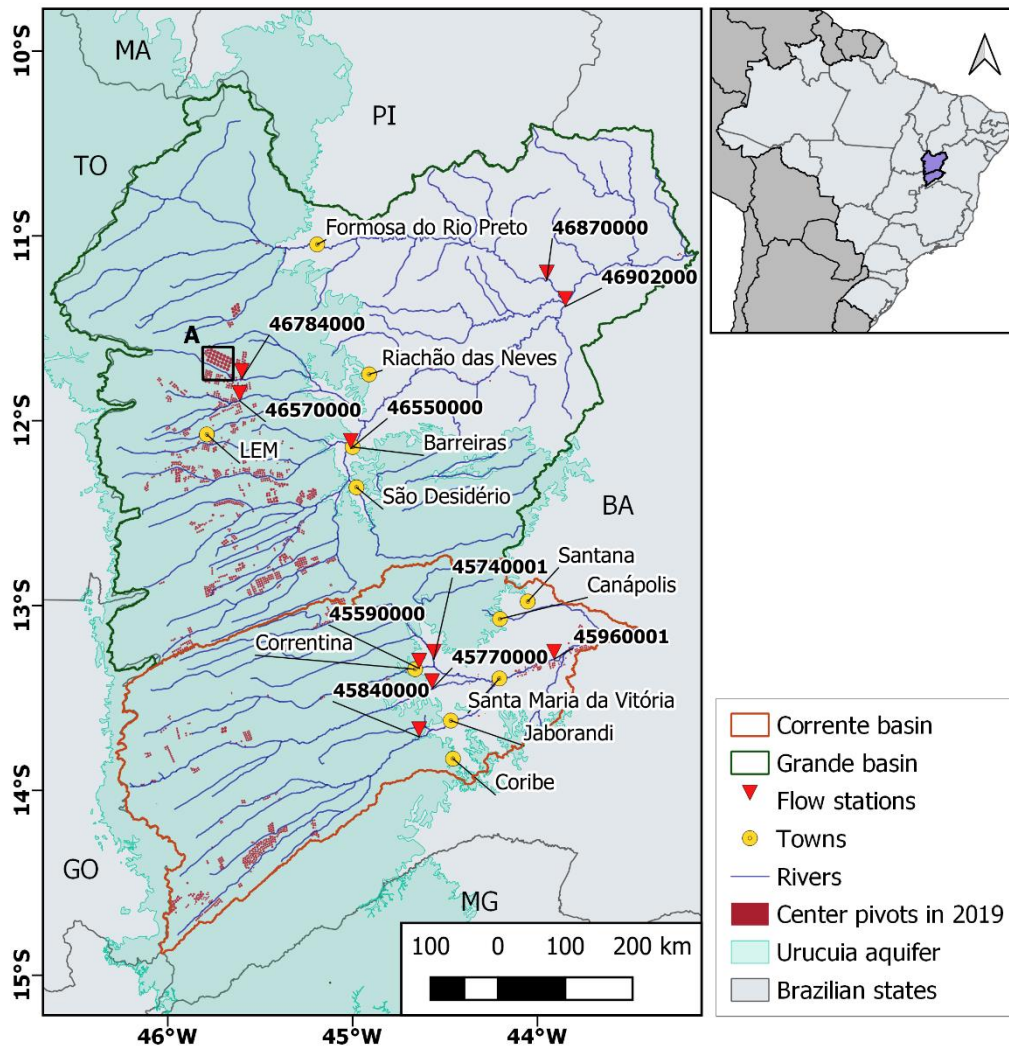 10°S
MA
PI
TO
Formosa do Rio Preto
46870000
11°S
46902000
A
46784000
Riachão das Neves
46570000
46550000
12°S
LEM
Barreiras
São Desidério
BA
45740001
Santana
Canápolis
13°S
45590000
45960001
Correntina
45770000
45840000
Santa Maria da Vitória
Jaborandi
14°S
Coribe
GO
MG
100 0 100 200 km
15°S
46°W 45°W 44°W
Corrente basin
Grande basin
Flow stations
Towns
Rivers
Center pivots in 2019
Urucuia aquifer
Brazilian states